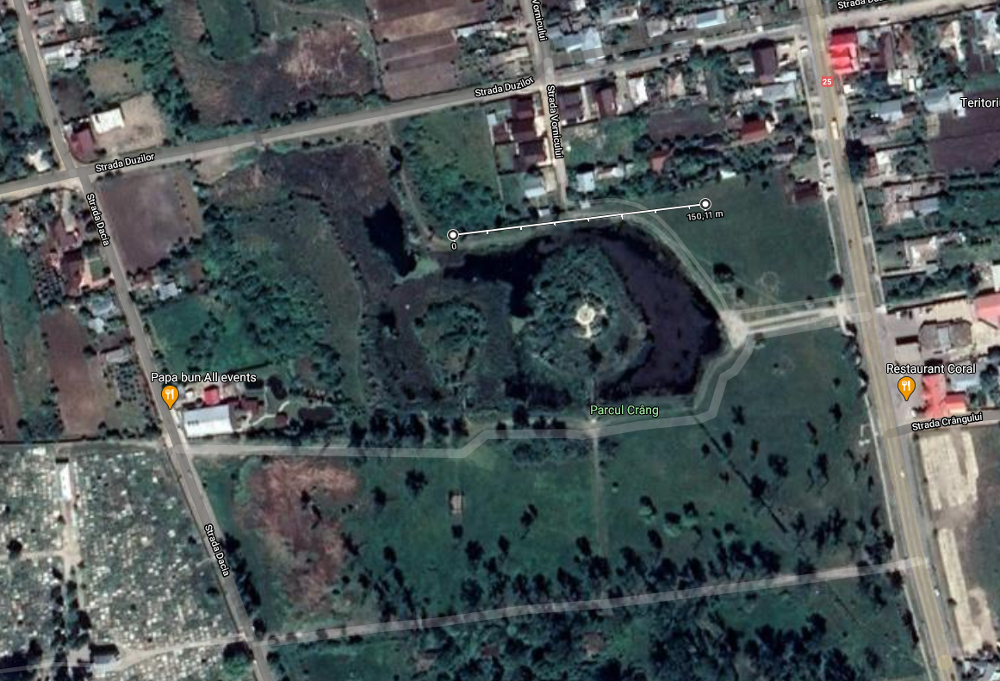 Strada Du
Vornicului
Strada Duzilor
25
Strada Vornicului
Teritori
Strada Duzilor
Strada Dacia
150,11 m
0
Papa bun All events
Restaurant Coral
Parcul Crâng
Strada Crângului
Strada Dacia